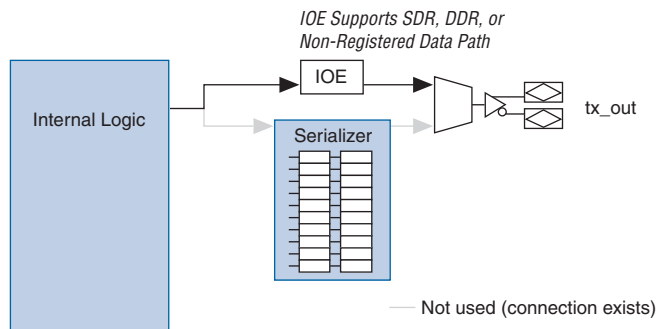 IOE Supports SDR, DDR, or
Non-Registered Data Path
IOE
Internal Logic
tx_out
Serializer
Not used (connection exists)